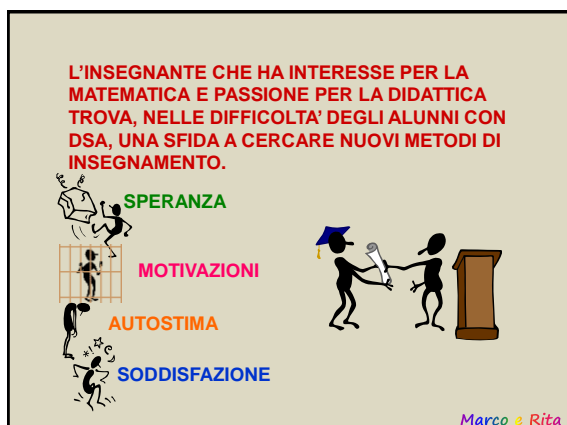 L'INSEGNANTE CHE HA INTERESSE PER LA
MATEMATICA E PASSIONE PER LA DIDATTICA
TROVA, NELLE DIFFICOLTA' DEGLI ALUNNI CON
DSA, UNA SFIDA A CERCARE NUOVI METODI DI
INSEGNAMENTO.
SPERANZA
MOTIVAZIONI
AUTOSTIMA
SODDISFAZIONE
Marco e Rita